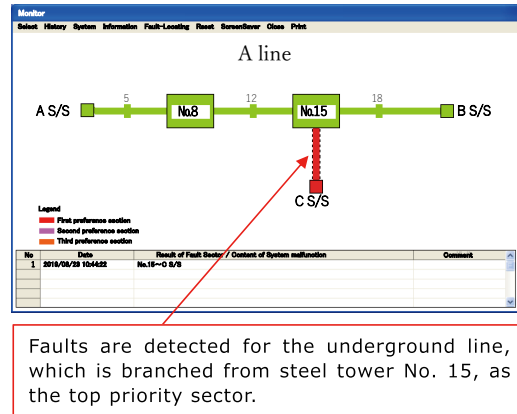 Monitor
Select History System Information Fault-Locating Reset ScreenSaver Close Print
A line
5 12 18
A S/S No.8 No.15 B S/S
C S/S
Legend
First preference section
Second preference section
Third preference section
No Date Result of Fault Sector / Content of System malfunction Comment
1 2019/08/29 10:44:22 No.15~C S/S
Faults are detected for the underground line,
which is branched from steel tower No. 15, as
the top priority sector.